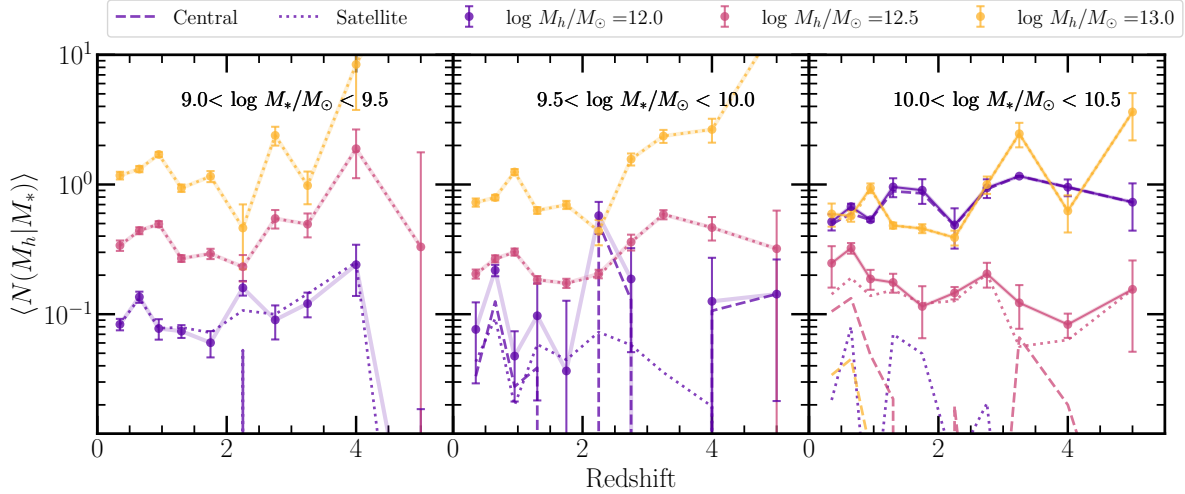 Central Satellite log M_h/M_⊙ =12.0 log M_h/M_⊙ =12.5 log M_h/M_⊙ =13.0
9.0< log M_*/M_⊙ < 9.5 9.5< log M_*/M_⊙ < 10.0 10.0< log M_*/M_⊙ < 10.5
⟨N(M_h|M_*)⟩
10^1
10^0
10^−1
0 2 4 0 2 4 0 2 4
Redshift